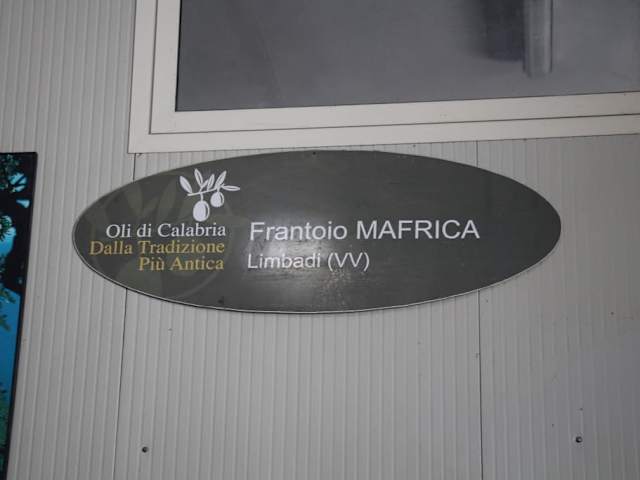 Oli di Calabria
Dalla Tradizione
Più Antica
Frantoio MAFRICA
Limbadi (VV)